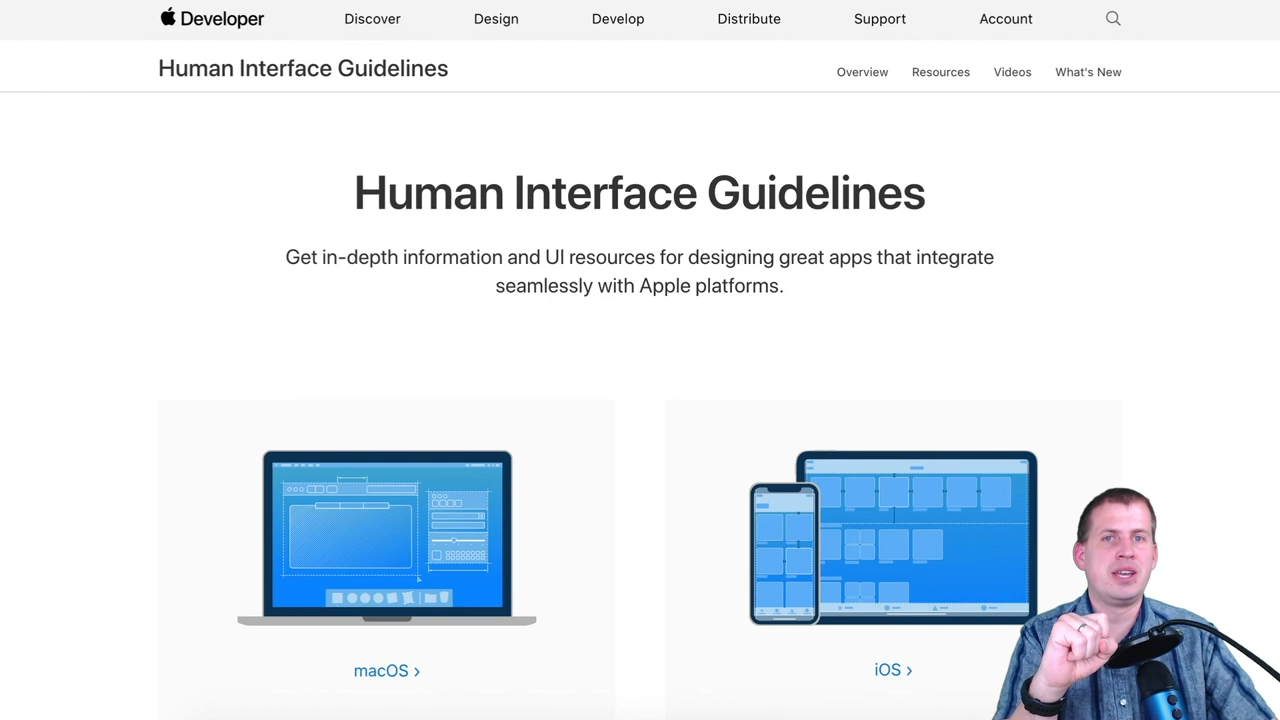 Developer
Discover
Design
Develop
Distribute
Support
Account
Human Interface Guidelines
Overview
Resources
Videos
What's New
Human Interface Guidelines
Get in-depth information and UI resources for designing great apps that integrate
seamlessly with Apple platforms.
macOS ›
iOS ›